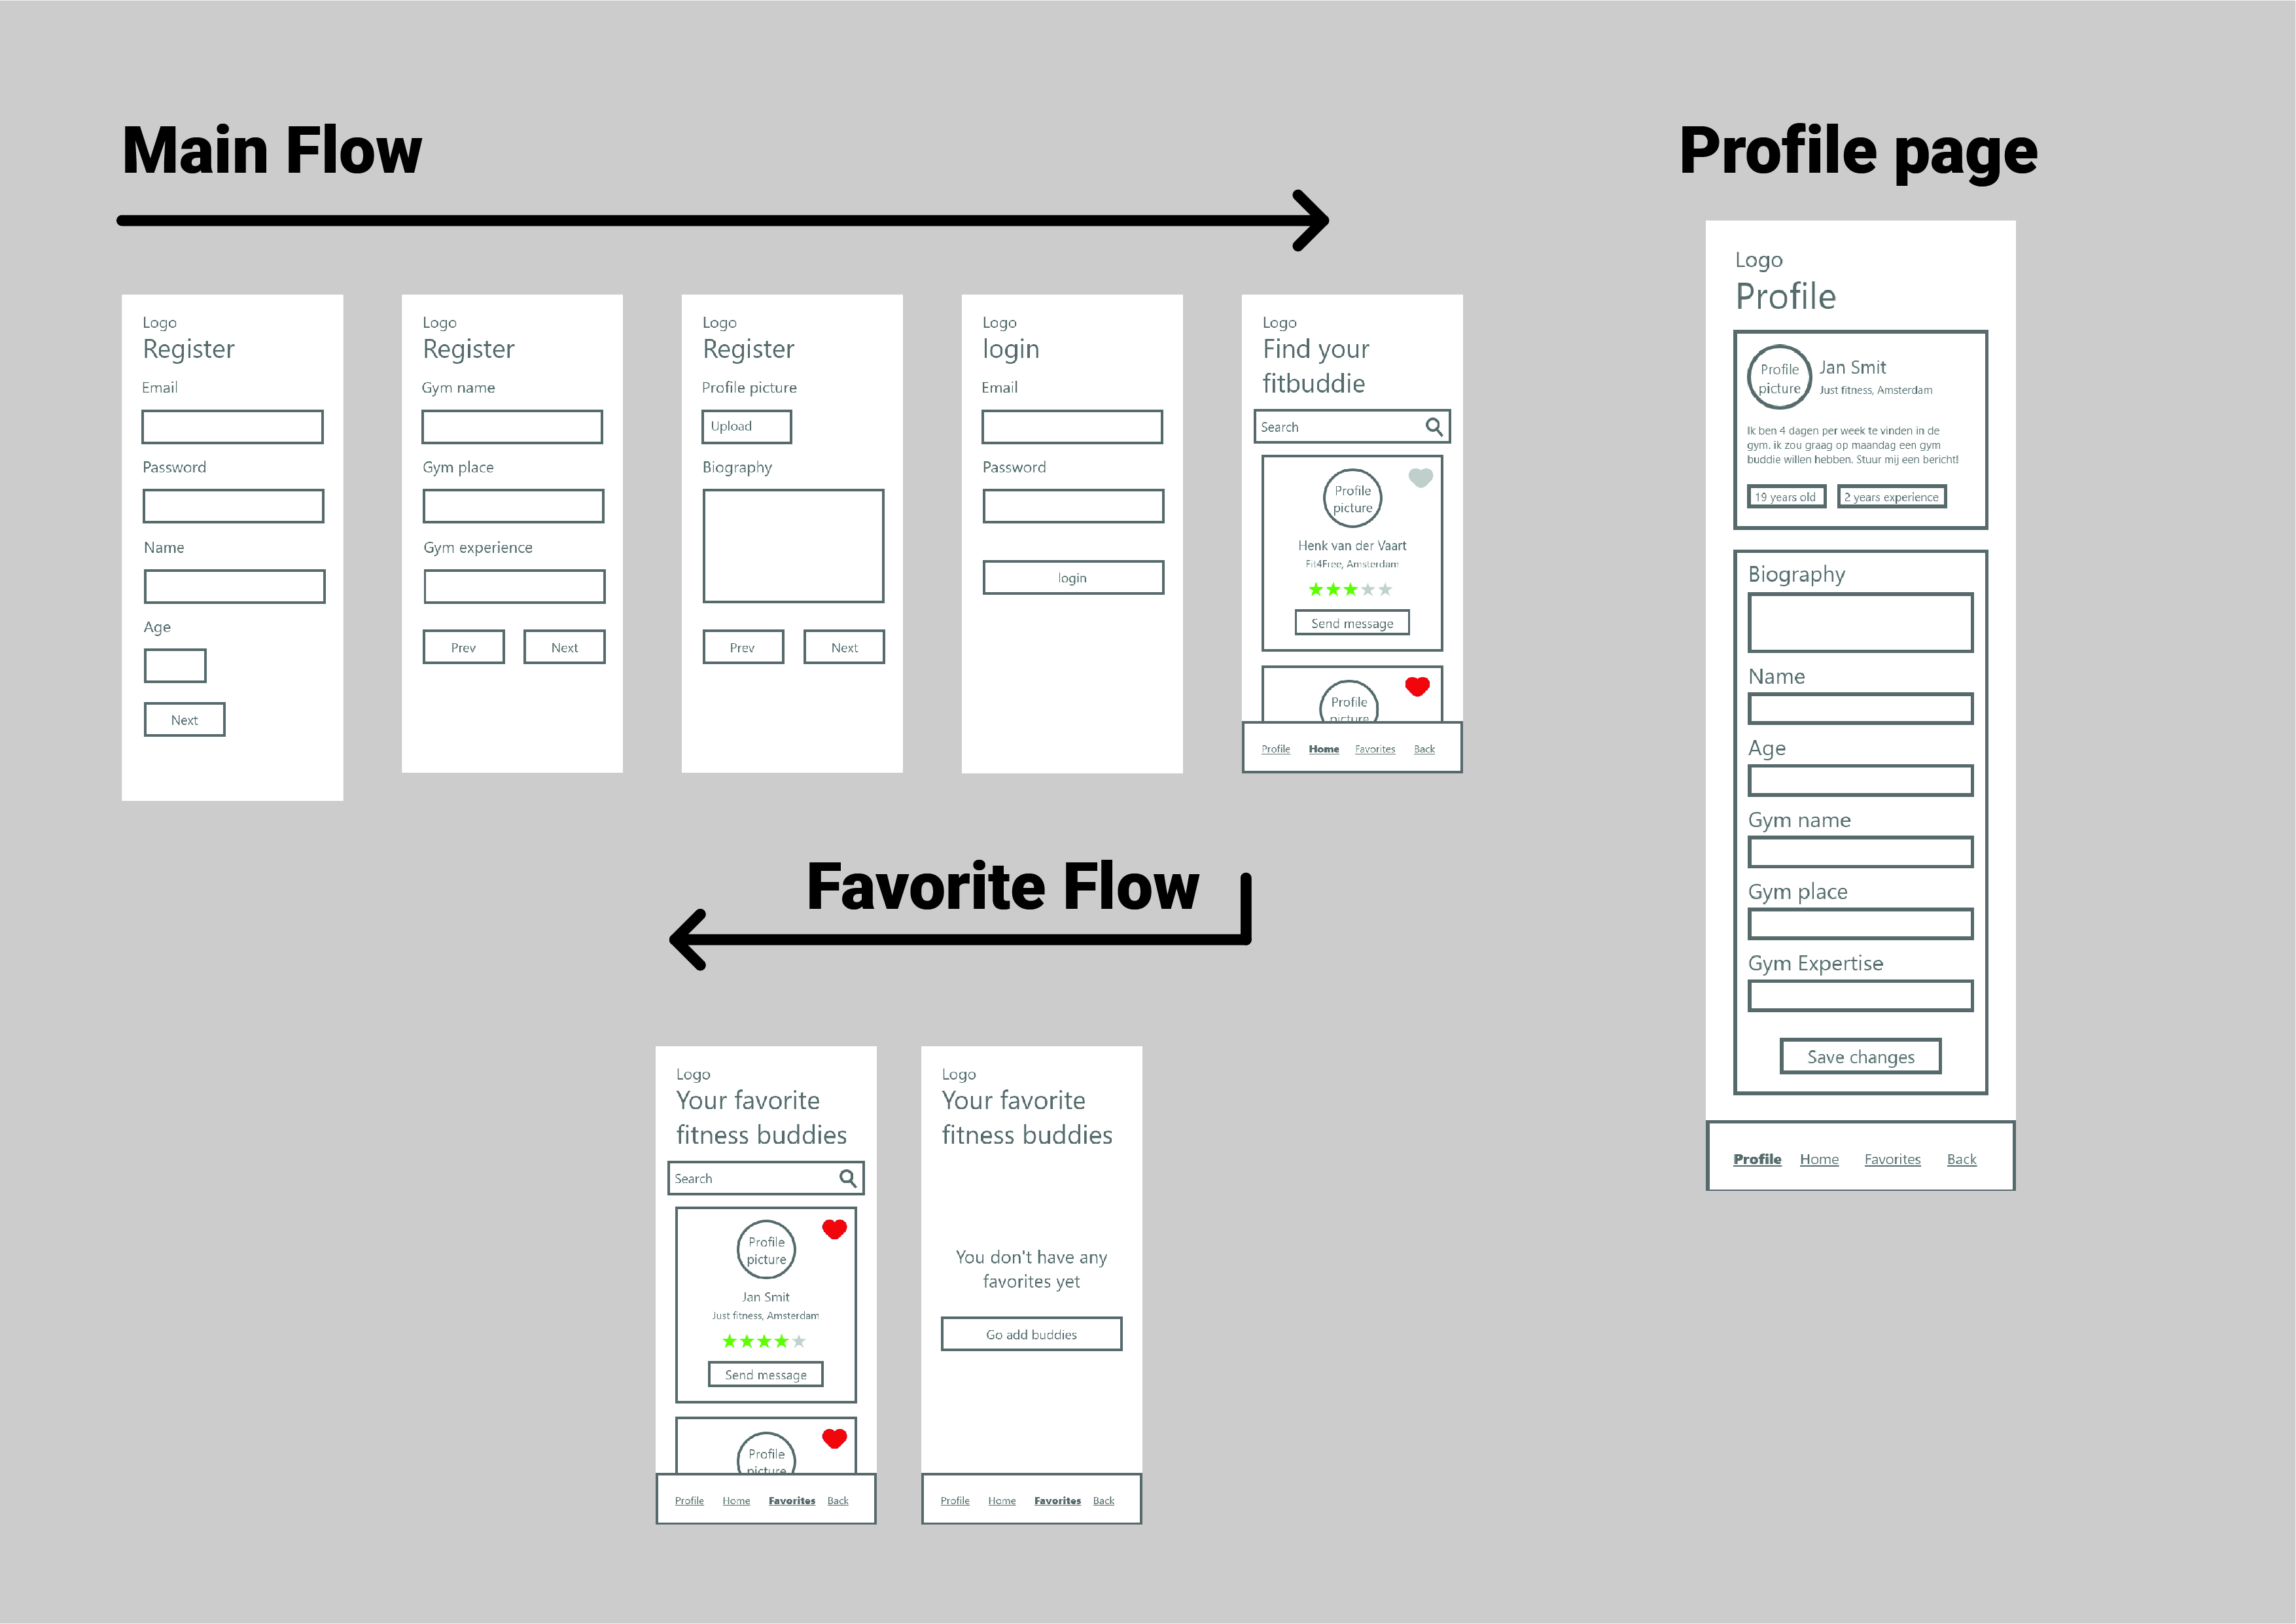 Main Flow
Logo
Register
Email
Password
Name
Age
Next
Logo
Register
Gym name
Gym place
Gym experience
Prev
Next
Logo
Register
Profile picture
Upload
Biography
Prev
Next
Logo
login
Email
Password
login
Logo
Find your
fitbuddie
Search
Profile
picture
Henk van der Vaart
Fit4Free, Amsterdam
Send message
Profile
picture
Profile Home Favorites Back
Favorite Flow
Logo
Your favorite
fitness buddies
Search
Profile
picture
Jan Smit
Just fitness, Amsterdam
Send message
Profile
picture
Profile Home Favorites Back
Logo
Your favorite
fitness buddies
You don't have any
favorites yet
Go add buddies
Profile Home Favorites Back
Profile page
Logo
Profile
Profile
picture
Jan Smit
Just fitness, Amsterdam
Ik ben 4 dagen per week te vinden in de
gym. ik zou graag op maandag een gym
buddie willen hebben. Stuur mij een bericht!
19 years old
2 years experience
Biography
Name
Age
Gym name
Gym place
Gym Expertise
Save changes
Profile Home Favorites Back